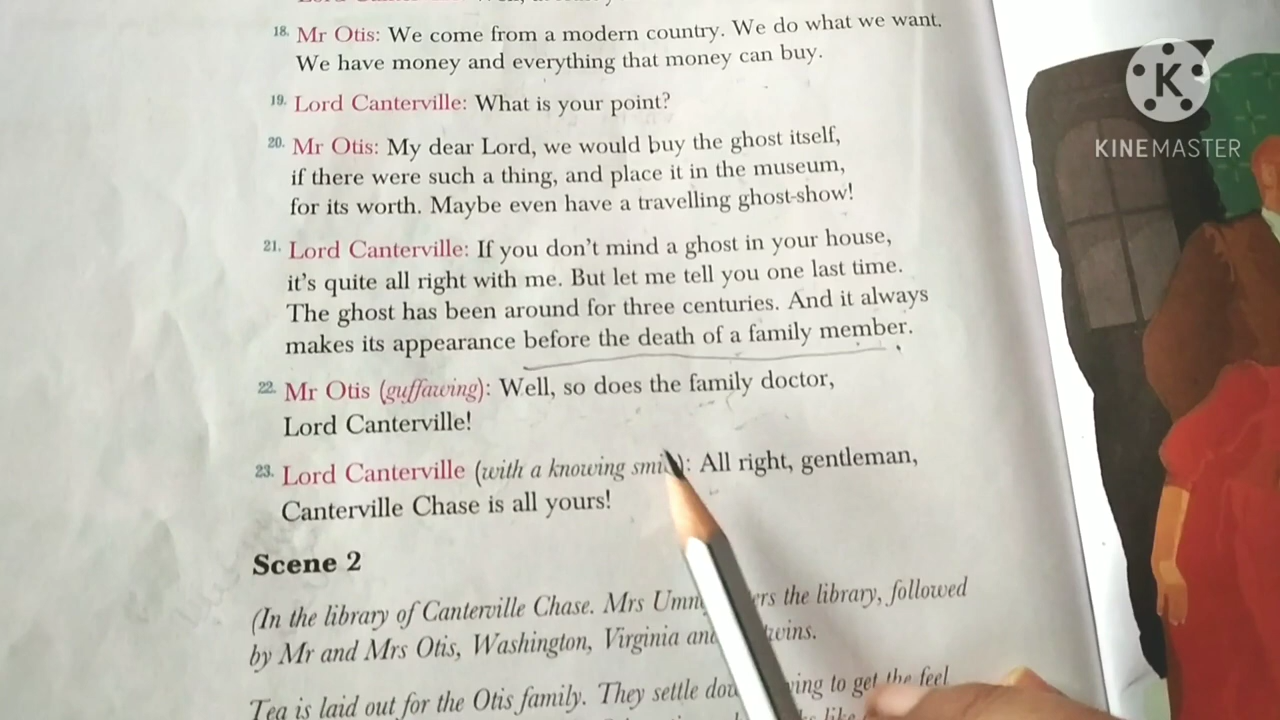 18. Mr Otis: We come from a modern country. We do what we want.
We have money and everything that money can buy.
19. Lord Canterville: What is your point?
20. Mr Otis: My dear Lord, we would buy the ghost itself,
if there were such a thing, and place it in the museum,
for its worth. Maybe even have a travelling ghost-show!
21. Lord Canterville: If you don't mind a ghost in your house,
it's quite all right with me. But let me tell you one last time.
The ghost has been around for three centuries. And it always
makes its appearance before the death of a family member.
22. Mr Otis (guffawing): Well, so does the family doctor,
Lord Canterville!
23. Lord Canterville (with a knowing): All right, gentleman,
Canterville Chase is all yours!
Scene 2
(In the library of Canterville Chase. Mrs the library, followed
by Mr and Mrs Otis, Washington, Virginia and twins.
Tea is laid out for the Otis family. They settle to get the feel
K
KINEMASTER